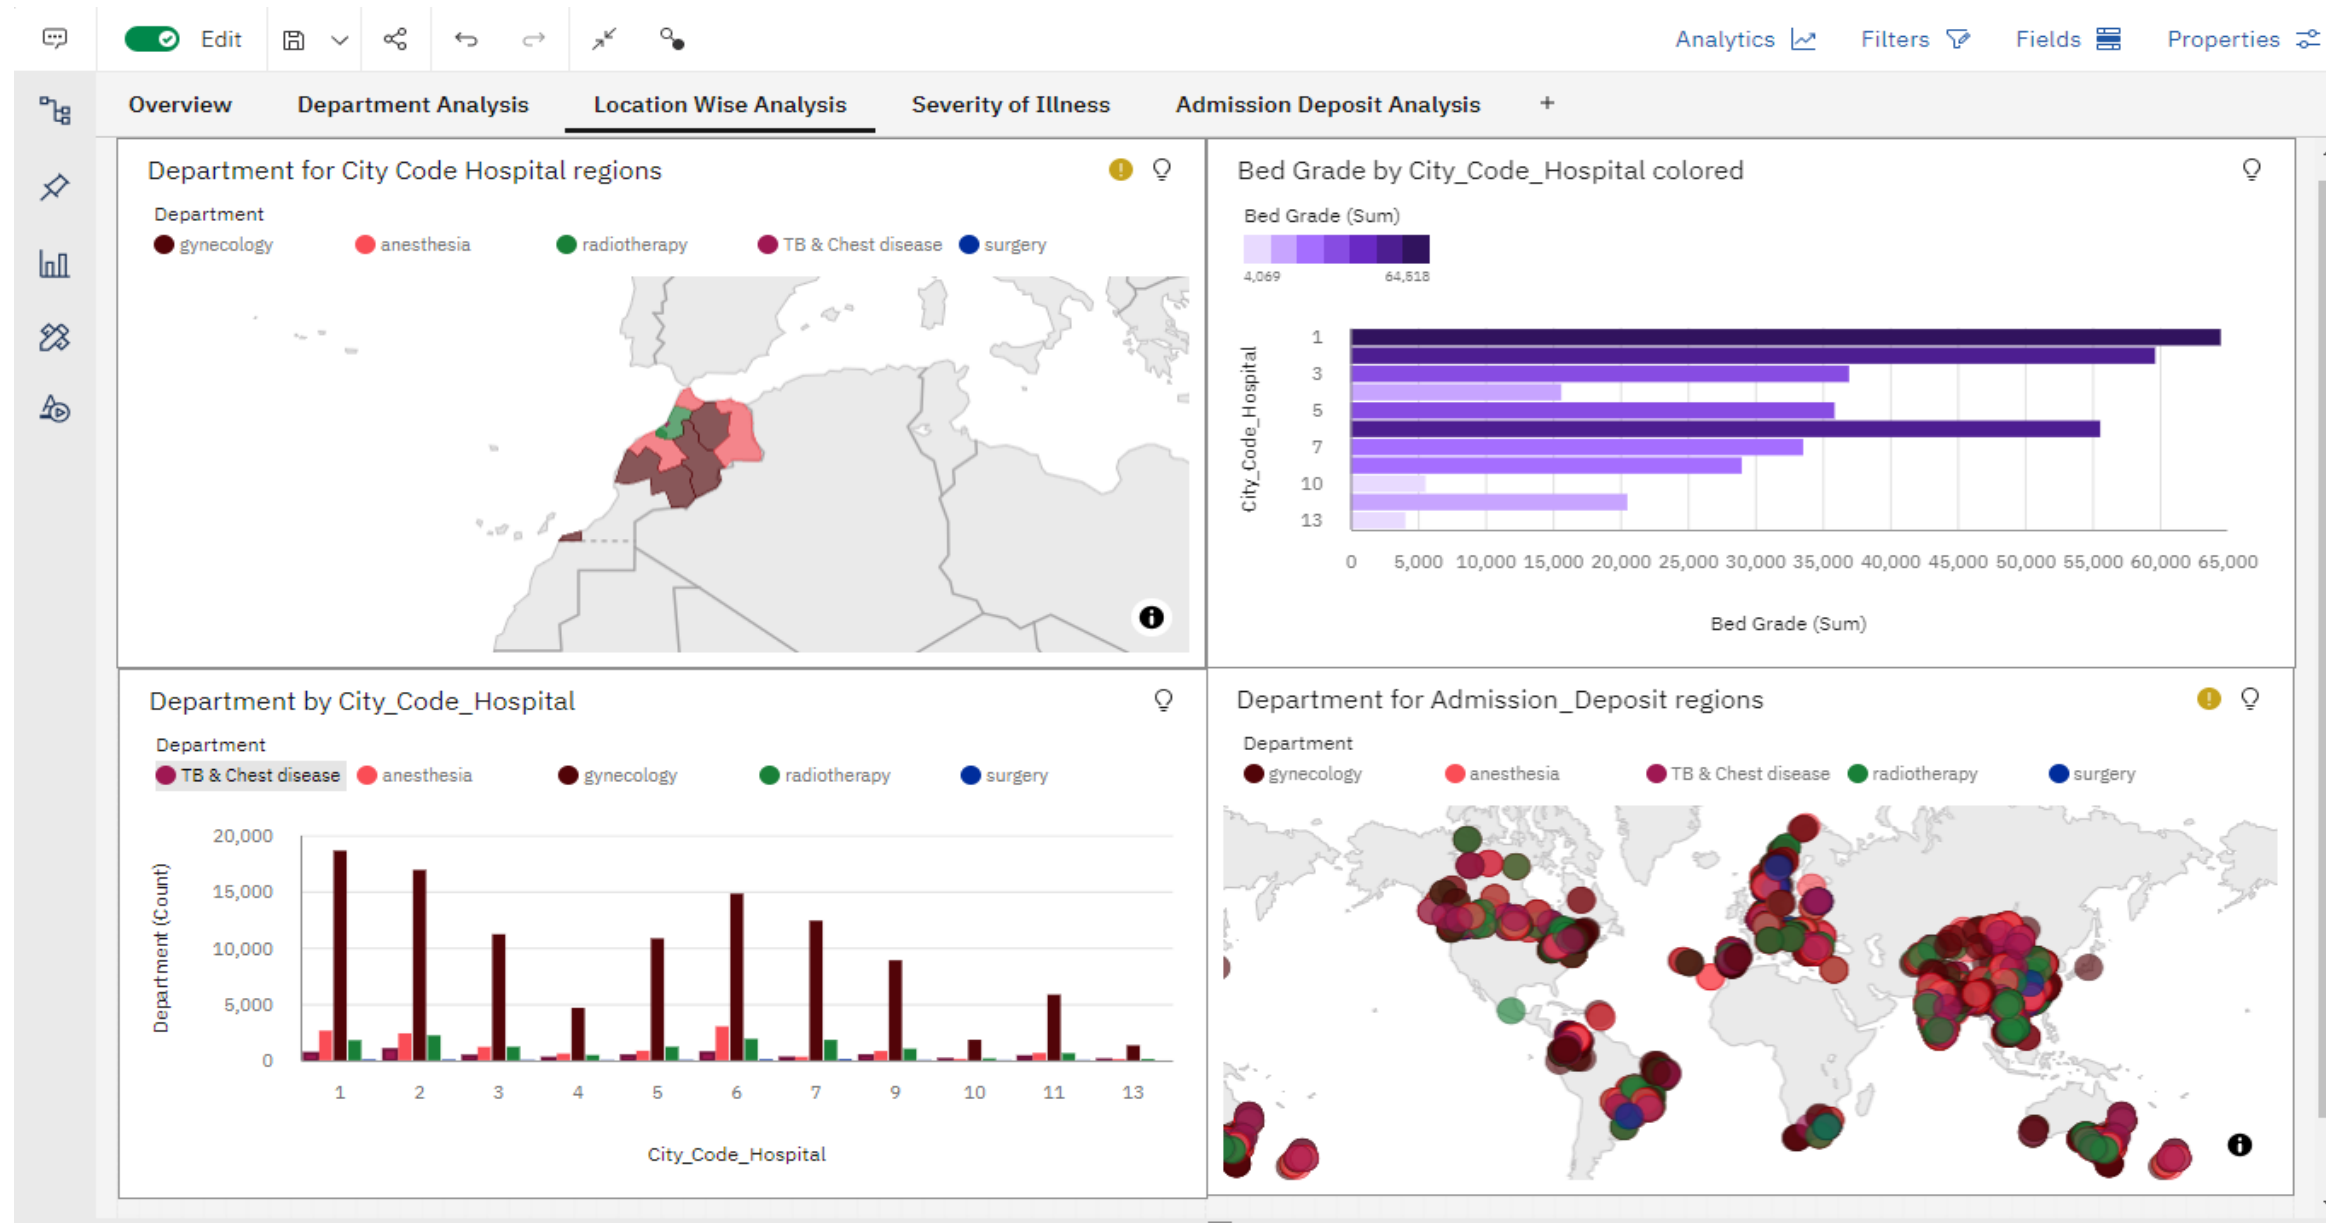 Edit
Analytics
Filters
Fields
Properties
Overview
Department Analysis
Location Wise Analysis
Severity of Illness
Admission Deposit Analysis
+
Department for City Code Hospital regions
Department
gynecology
anesthesia
radiotherapy
TB & Chest disease
surgery
Bed Grade by City_Code_Hospital colored
Bed Grade (Sum)
4,069
64,518
City_Code_Hospital
1
3
5
7
10
13
0
5,000
10,000
15,000
20,000
25,000
30,000
35,000
40,000
45,000
50,000
55,000
60,000
65,000
Bed Grade (Sum)
Department by City_Code_Hospital
Department
TB & Chest disease
anesthesia
gynecology
radiotherapy
surgery
Department (Count)
20,000
15,000
10,000
5,000
0
1
2
3
4
5
6
7
9
10
11
13
City_Code_Hospital
Department for Admission_Deposit regions
Department
gynecology
anesthesia
TB & Chest disease
radiotherapy
surgery